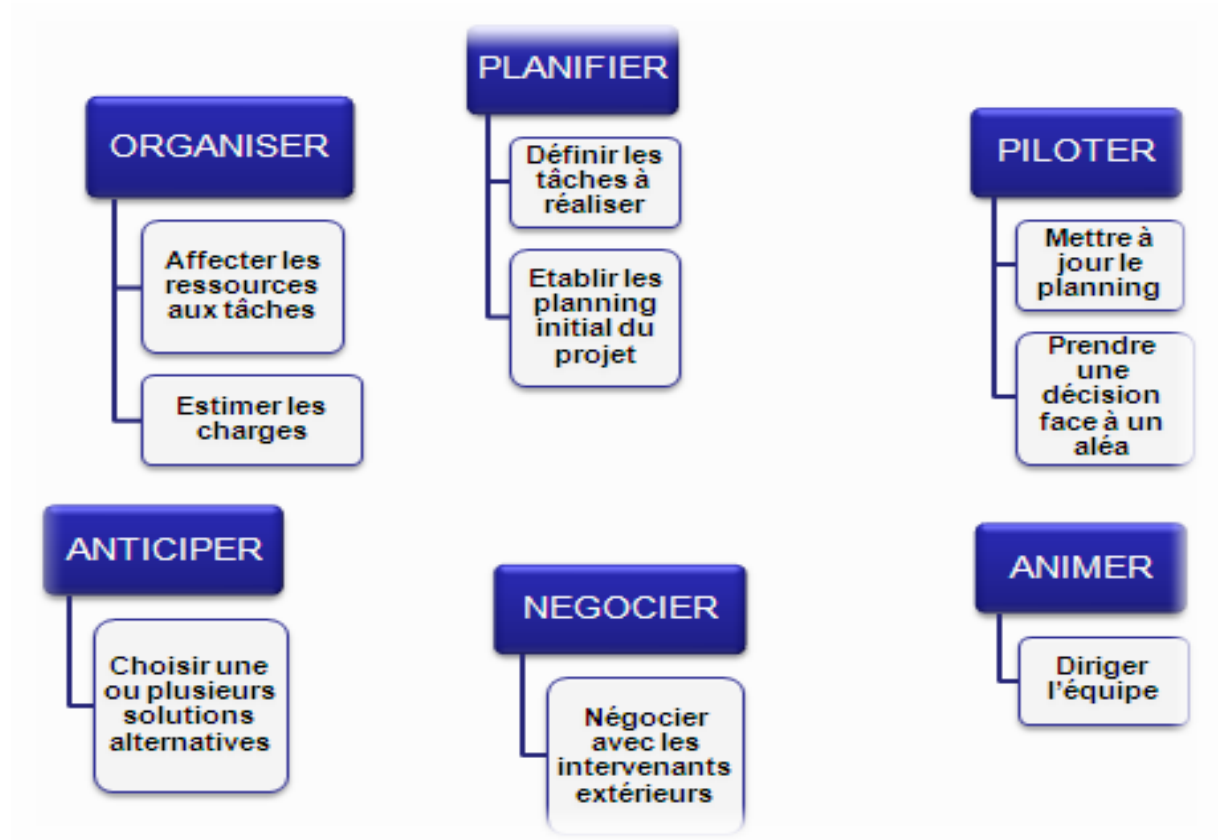 ORGANISER
Affecter les
ressources
aux tâches
Estimer les
charges
PLANIFIER
Définir les
tâches à
réaliser
Etablir les
planning
initial du
projet
PILOTER
Mettre à
jour le
planning
Prendre
une
décision
face à un
aléa
ANTICIPER
Choisir une
ou plusieurs
solutions
alternatives
NEGOCIER
Négocier
avec les
intervenants
extérieurs
ANIMER
Diriger
l'équipe